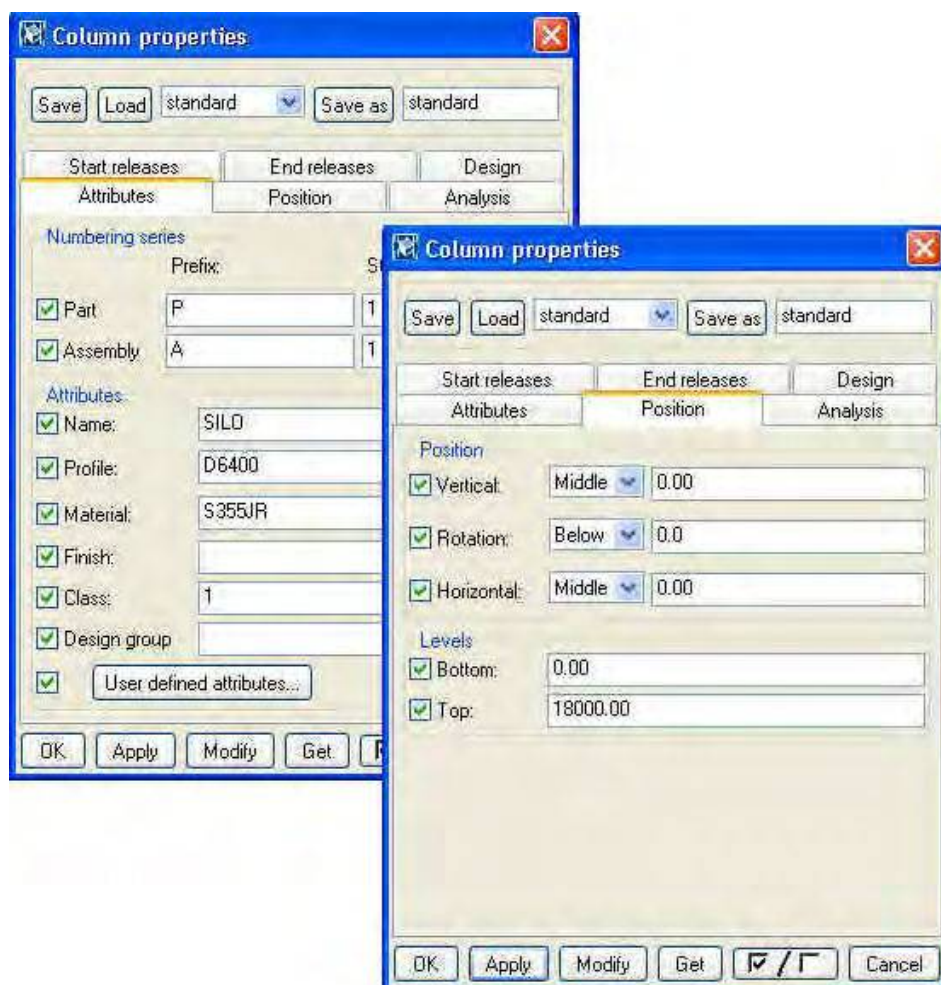 Column properties
Save Load standard Save as standard
Start releases End releases Design
Attributes Position Analysis
Numbering series
Prefix:
Part P 1
Assembly A 1
Attributes
Name: SILO
Profile: D6400
Material: S355JR
Finish:
Class: 1
Design group
User defined attributes...
OK Apply Modify Get
Column properties
Save Load standard Save as standard
Start releases End releases Design
Attributes Position Analysis
Position
Vertical: Middle 0.00
Rotation: Below 0.0
Horizontal: Middle 0.00
Levels
Bottom: 0.00
Top: 18000.00
OK Apply Modify Get / Cancel